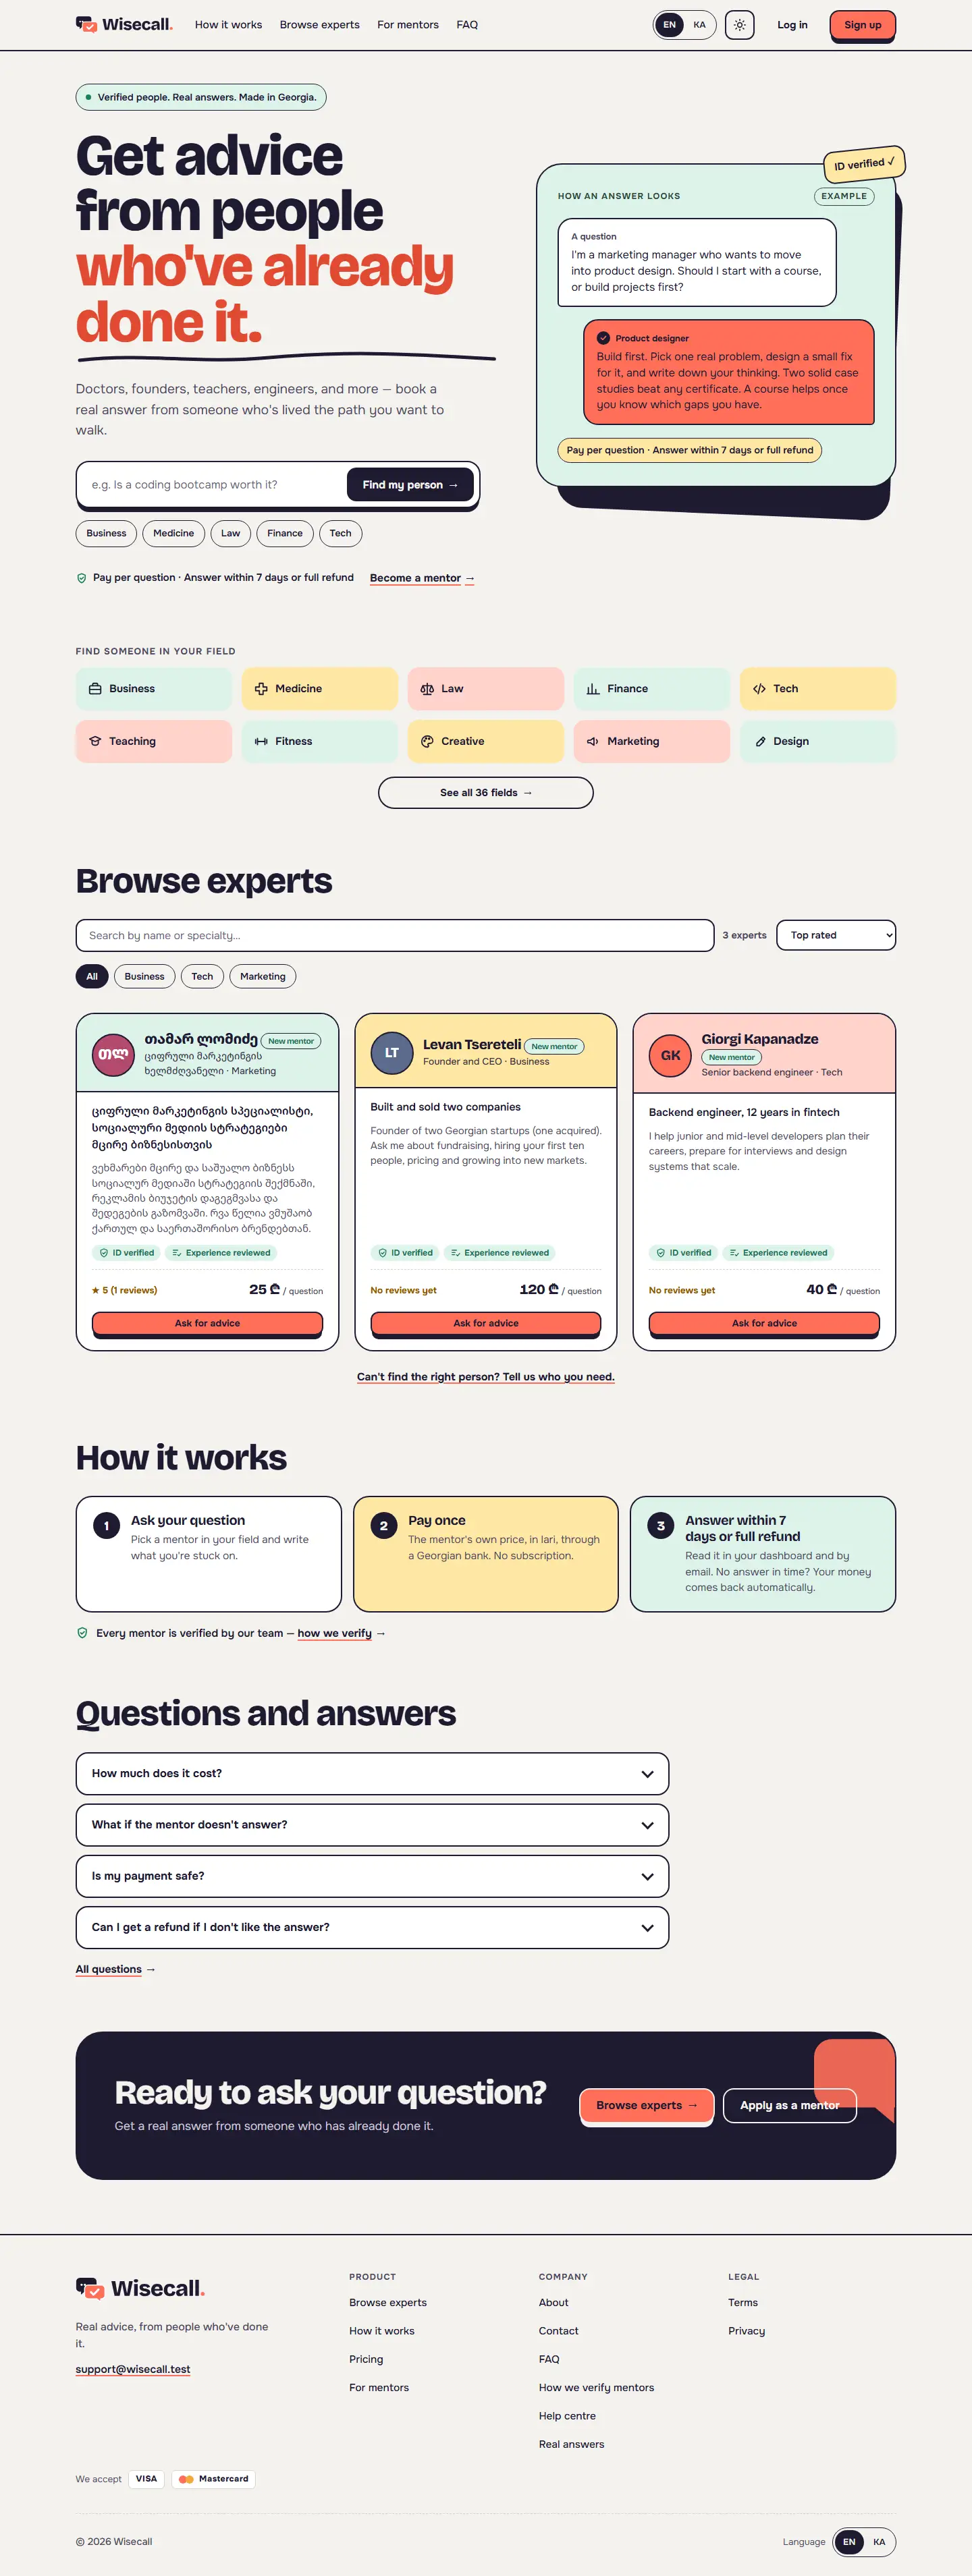 Wisecall.
How it works
Browse experts
For mentors
FAQ
EN
KA
Log in
Sign up
Verified people. Real answers. Made in Georgia.
Get advice
from people
who've already
done it.
Doctors, founders, teachers, engineers, and more — book a
real answer from someone who's lived the path you want to
walk.
e.g. Is a coding bootcamp worth it?
Find my person →
Business
Medicine
Law
Finance
Tech
Pay per question · Answer within 7 days or full refund
Become a mentor →
ID verified ✓
HOW AN ANSWER LOOKS
EXAMPLE
A question
I'm a marketing manager who wants to move
into product design. Should I start with a course,
or build projects first?
Product designer
Build first. Pick one real problem, design a small fix
for it, and write down your thinking. Two solid case
studies beat any certificate. A course helps once
you know which gaps you have.
Pay per question · Answer within 7 days or full refund
FIND SOMEONE IN YOUR FIELD
Business
Medicine
Law
Finance
Tech
Teaching
Fitness
Creative
Marketing
Design
See all 36 fields →
Browse experts
Search by name or specialty...
3 experts
Top rated
All
Business
Tech
Marketing
თლ
თამარ ლომიძე New mentor
ციფრული მარკეტინგის
ხელმძღვანელი · Marketing
ციფრული მარკეტინგის სპეციალისტი,
სოციალური მედიის სტრატეგიები
მცირე ბიზნესისთვის
ვეხმარები მცირე და საშუალო ბიზნესს
სოციალურ მედიაში სტრატეგიის შექმნაში,
რეკლამის ბიუჯეტის დაგეგმვასა და
შედეგების გაზომვაში. რვა წელია ვმუშაობ
ქართულ და საერთაშორისო ბრენდებთან.
ID verified
Experience reviewed
★ 5 (1 reviews)
25 ₾ / question
Ask for advice
LT
Levan Tsereteli New mentor
Founder and CEO · Business
Built and sold two companies
Founder of two Georgian startups (one acquired).
Ask me about fundraising, hiring your first ten
people, pricing and growing into new markets.
ID verified
Experience reviewed
No reviews yet
120 ₾ / question
Ask for advice
GK
Giorgi Kapanadze
New mentor
Senior backend engineer · Tech
Backend engineer, 12 years in fintech
I help junior and mid-level developers plan their
careers, prepare for interviews and design
systems that scale.
ID verified
Experience reviewed
No reviews yet
40 ₾ / question
Ask for advice
Can't find the right person? Tell us who you need.
How it works
1
Ask your question
Pick a mentor in your field and write
what you're stuck on.
2
Pay once
The mentor's own price, in lari, through
a Georgian bank. No subscription.
3
Answer within 7
days or full refund
Read it in your dashboard and by
email. No answer in time? Your money
comes back automatically.
Every mentor is verified by our team — how we verify →
Questions and answers
How much does it cost?
What if the mentor doesn't answer?
Is my payment safe?
Can I get a refund if I don't like the answer?
All questions →
Ready to ask your question?
Get a real answer from someone who has already done it.
Browse experts →
Apply as a mentor
Wisecall.
Real advice, from people who've done
it.
support@wisecall.test
PRODUCT
Browse experts
How it works
Pricing
For mentors
COMPANY
About
Contact
FAQ
How we verify mentors
Help centre
Real answers
LEGAL
Terms
Privacy
We accept
VISA
Mastercard
© 2026 Wisecall
Language
EN
KA